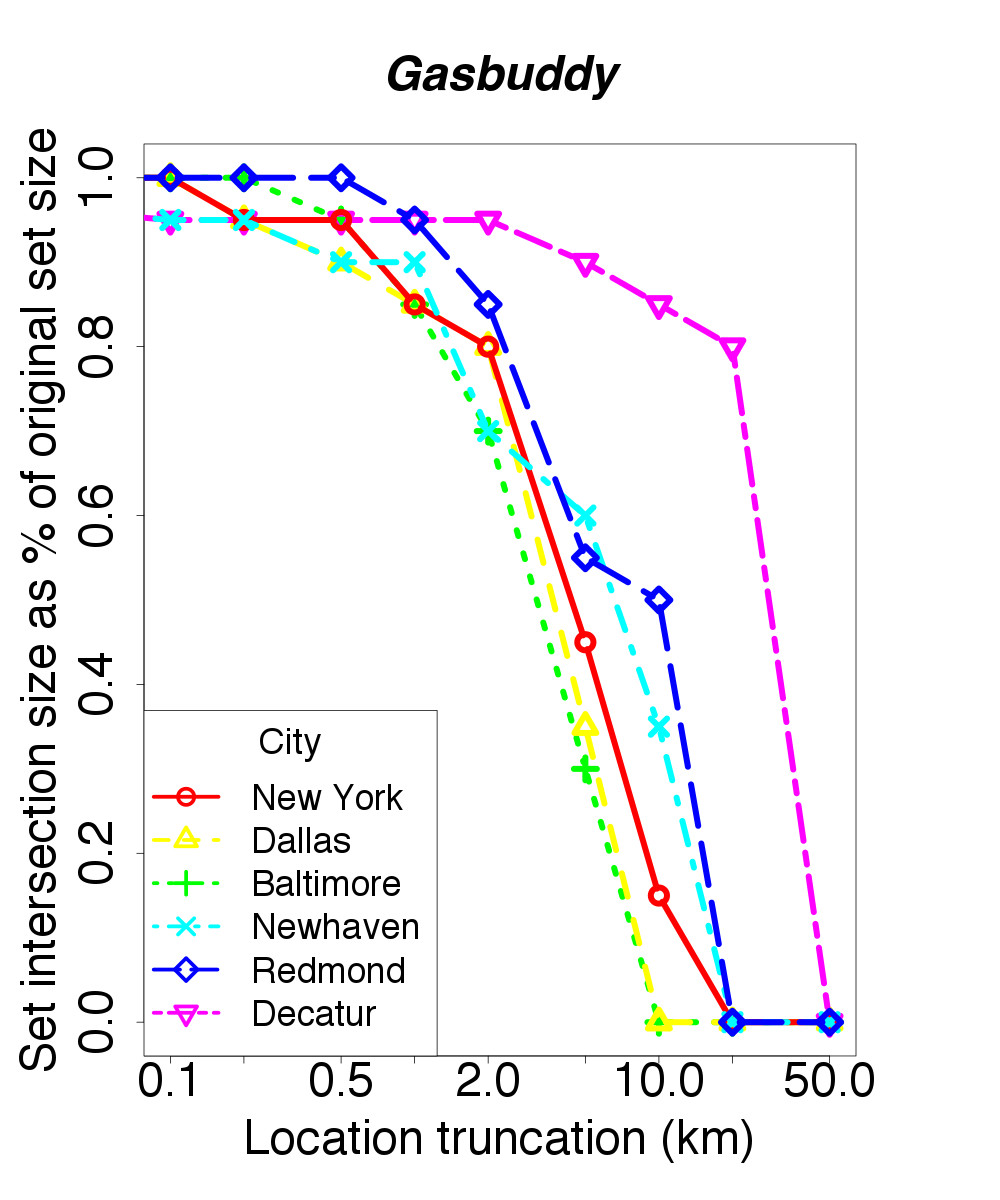 Gasbuddy
Set intersection size as % of original set size
1.0
0.8
0.6
0.4
0.2
0.0
City
New York
Dallas
Baltimore
Newhaven
Redmond
Decatur
0.1 0.5 2.0 10.0 50.0
Location truncation (km)